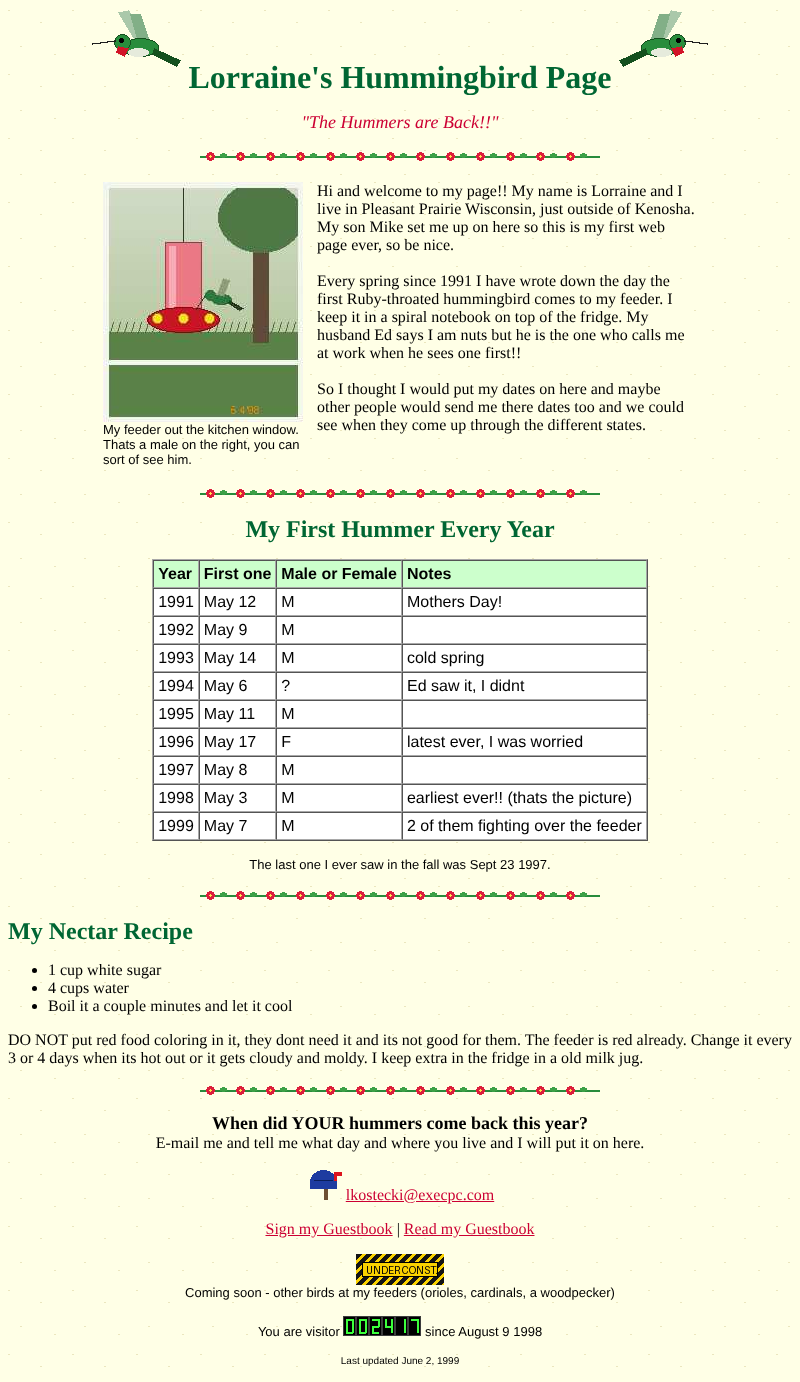 Lorraine's Hummingbird Page
"The Hummers are Back!!"
Hi and welcome to my page!! My name is Lorraine and I
live in Pleasant Prairie Wisconsin, just outside of Kenosha.
My son Mike set me up on here so this is my first web
page ever, so be nice.
Every spring since 1991 I have wrote down the day the
first Ruby-throated hummingbird comes to my feeder. I
keep it in a spiral notebook on top of the fridge. My
husband Ed says I am nuts but he is the one who calls me
at work when he sees one first!!
So I thought I would put my dates on here and maybe
other people would send me there dates too and we could
see when they come up through the different states.
5 4'98
My feeder out the kitchen window.
Thats a male on the right, you can
sort of see him.
My First Hummer Every Year
Year First one Male or Female Notes
1991 May 12 M Mothers Day!
1992 May 9 M
1993 May 14 M cold spring
1994 May 6 ? Ed saw it, I didnt
1995 May 11 M
1996 May 17 F latest ever, I was worried
1997 May 8 M
1998 May 3 M earliest ever!! (thats the picture)
1999 May 7 M 2 of them fighting over the feeder
The last one I ever saw in the fall was Sept 23 1997.
My Nectar Recipe
• 1 cup white sugar
• 4 cups water
• Boil it a couple minutes and let it cool
DO NOT put red food coloring in it, they dont need it and its not good for them. The feeder is red already. Change it every
3 or 4 days when its hot out or it gets cloudy and moldy. I keep extra in the fridge in a old milk jug.
When did YOUR hummers come back this year?
E-mail me and tell me what day and where you live and I will put it on here.
lkostecki@execpc.com
Sign my Guestbook | Read my Guestbook
UNDERCONST
Coming soon - other birds at my feeders (orioles, cardinals, a woodpecker)
You are visitor 002417 since August 9 1998
Last updated June 2, 1999